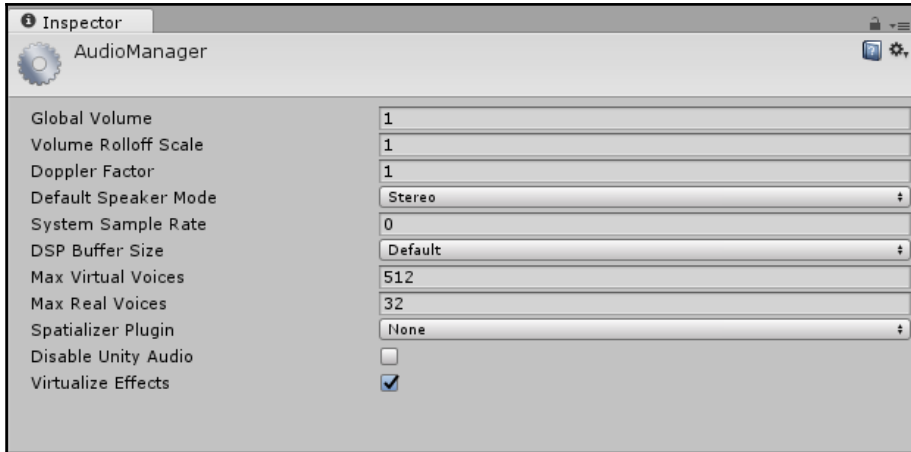 Inspector
AudioManager
Global Volume 1
Volume Rolloff Scale 1
Doppler Factor 1
Default Speaker Mode Stereo
System Sample Rate 0
DSP Buffer Size Default
Max Virtual Voices 512
Max Real Voices 32
Spatializer Plugin None
Disable Unity Audio
Virtualize Effects